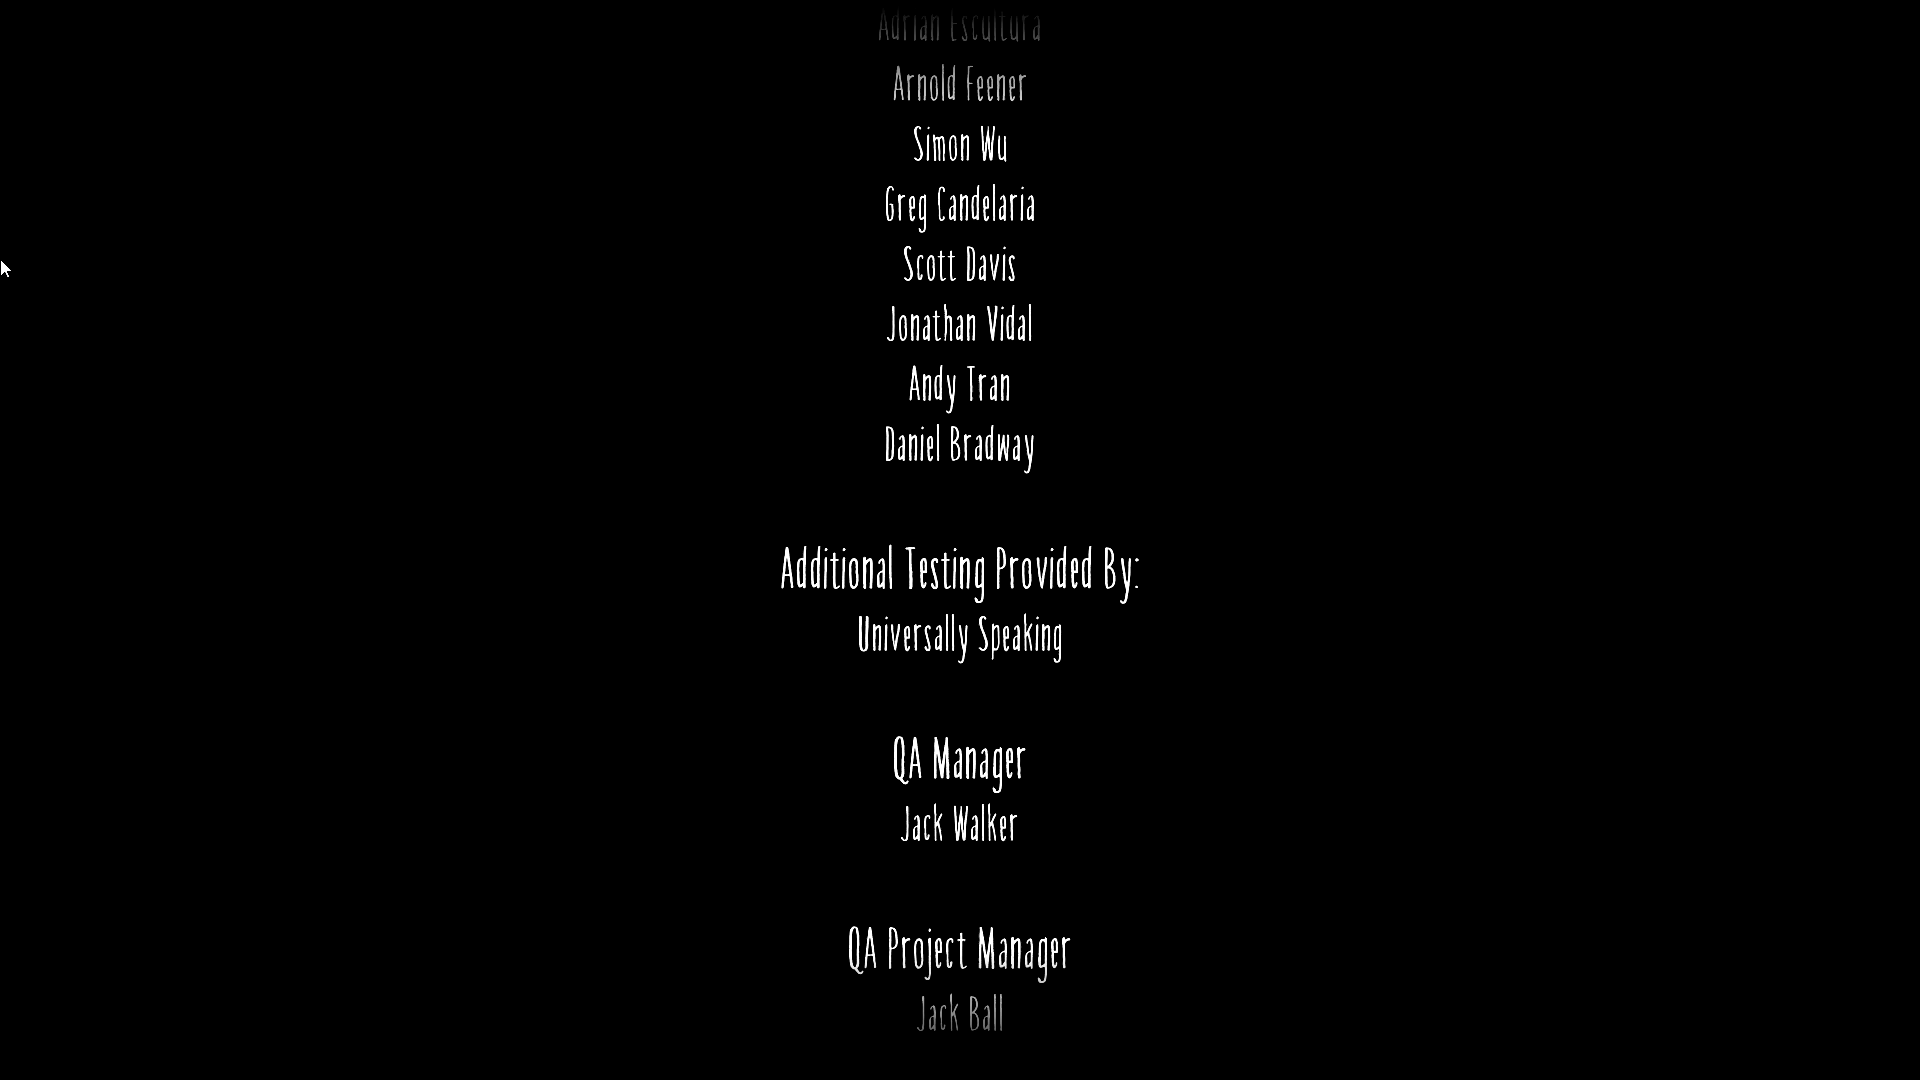 Adrian Escultura
Arnold Feener
Simon Wu
Greg Candelaria
Scott Davis
Jonathan Vidal
Andy Tran
Daniel Bradway
Additional Testing Provided By:
Universally Speaking
QA Manager
Jack Walker
QA Project Manager
Jack Ball